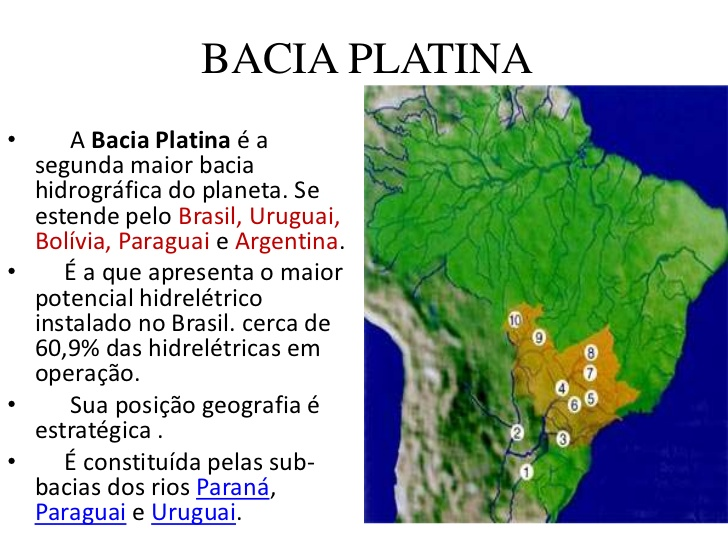 BACIA PLATINA
• A Bacia Platina é a
segunda maior bacia
hidrográfica do planeta. Se
estende pelo Brasil, Uruguai,
Bolívia, Paraguai e Argentina.
• É a que apresenta o maior
potencial hidrelétrico
instalado no Brasil. cerca de
60,9% das hidrelétricas em
operação.
• Sua posição geografia é
estratégica .
• É constituída pelas sub-
bacias dos rios Paraná,
Paraguai e Uruguai.
10
9
8
7
4
5
6
2
3
1